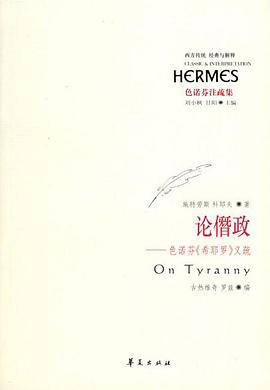 西方传统 经典与解释
CLASSIC & INTERPRETATION
HERMES
色诺芬注疏集
刘小枫 甘阳 ● 主编
施特劳斯 科耶夫 ● 著
论僭政
——色诺芬《希耶罗》义疏
On Tyranny
古热维奇 罗兹 ● 编
华夏出版社